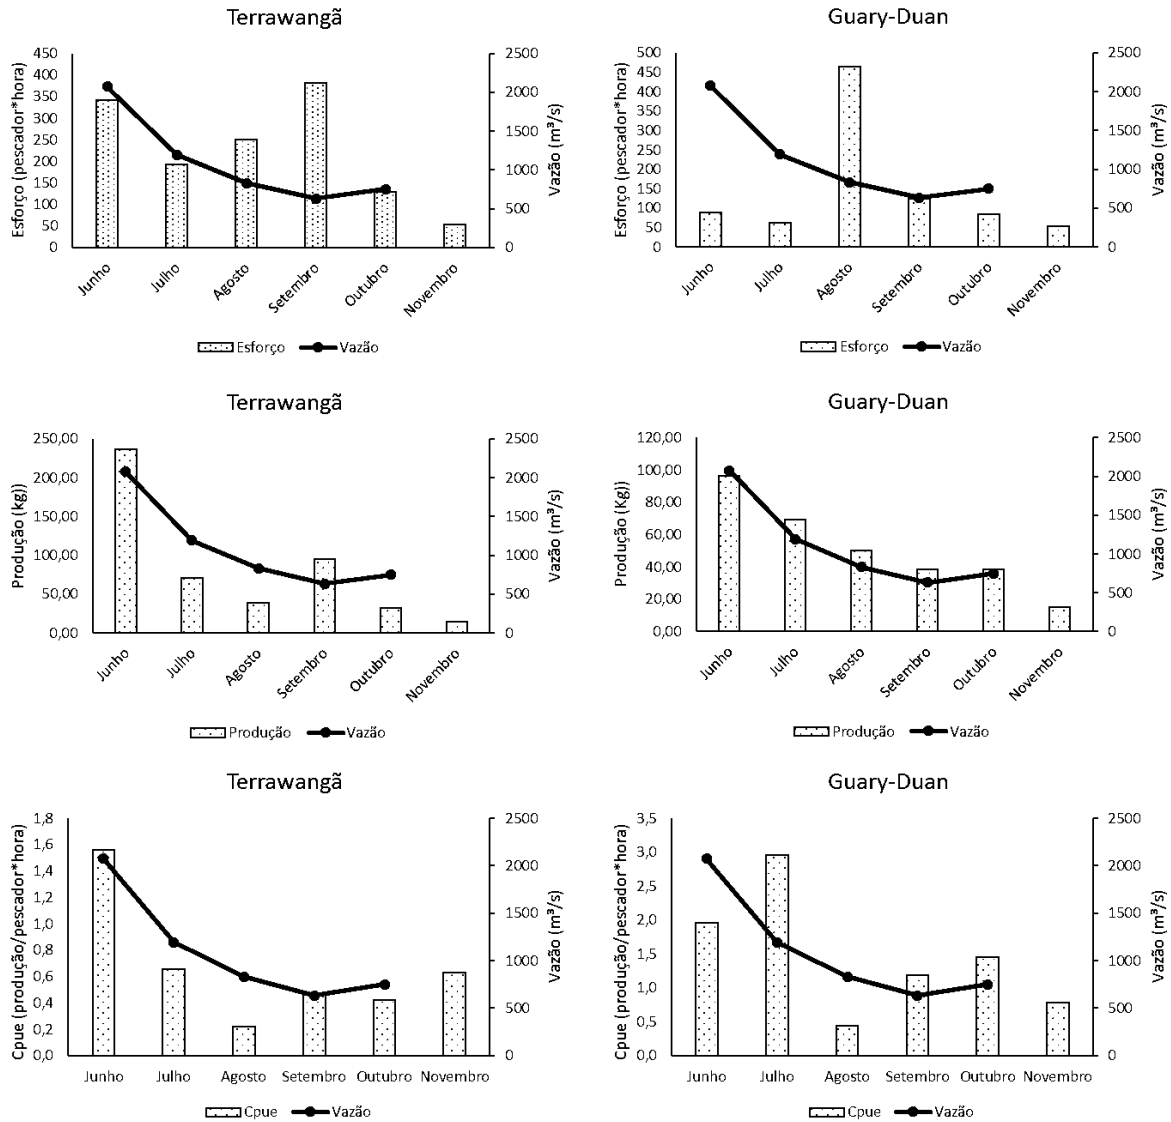 Terrawangã
Esforço (pescador*hora)
450
400
350
300
250
200
150
100
50
0
2500
2000
1500
1000
500
0
Vazão (m³/s)
Junho
Julho
Agosto
Setembro
Outubro
Novembro
Esforço
Vazão
Guary-Duan
Esforço (pescador*hora)
500
450
400
350
300
250
200
150
100
50
0
2500
2000
1500
1000
500
0
Vazão (m³/s)
Junho
Julho
Agosto
Setembro
Outubro
Novembro
Esforço
Vazão
Terrawangã
Produção (kg))
250,00
200,00
150,00
100,00
50,00
0,00
2500
2000
1500
1000
500
0
Vazão (m³/s)
Junho
Julho
Agosto
Setembro
Outubro
Novembro
Produção
Vazão
Guary-Duan
Produção (Kg))
120,00
100,00
80,00
60,00
40,00
20,00
0,00
2500
2000
1500
1000
500
0
Vazão (m³/s)
Junho
Julho
Agosto
Setembro
Outubro
Novembro
Produção
Vazão
Terrawangã
Cpue (produção/pescador*hora)
1,8
1,6
1,4
1,2
1,0
0,8
0,6
0,4
0,2
0,0
2500
2000
1500
1000
500
0
Vazão (m³/s)
Junho Julho Agosto Setembro Outubro Novembro
Cpue
Vazão
Guary-Duan
Cpue (produção/pescador*hora)
3,5
3,0
2,5
2,0
1,5
1,0
0,5
0,0
2500
2000
1500
1000
500
0
Vazão (m³/s)
Junho Julho Agosto Setembro Outubro Novembro
Cpue
Vazão